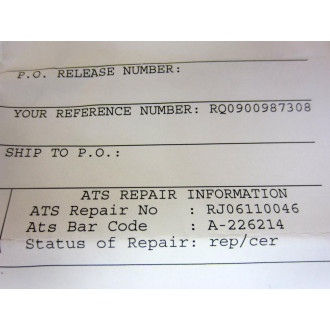 P.O. RELEASE NUMBER:
YOUR REFERENCE NUMBER: RQ0900987308
SHIP TO P.O.:
ATS REPAIR INFORMATION
ATS Repair No : RJ06110046
Ats Bar Code : A-226214
Status of Repair: rep/cer